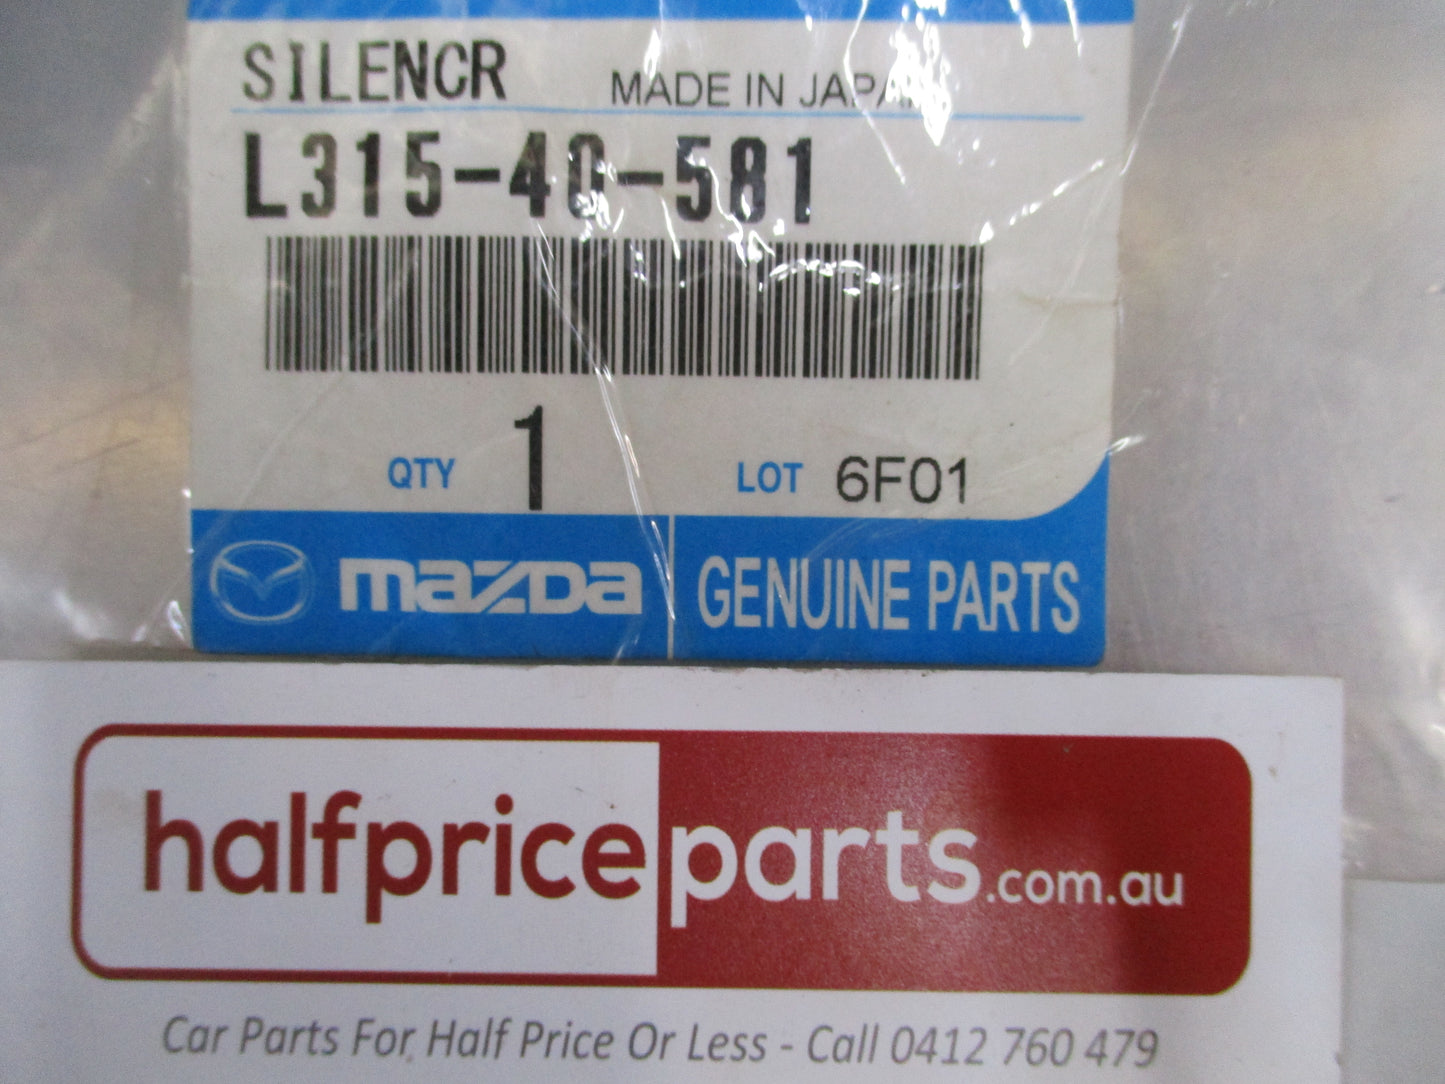 SILENCR MADE IN JAPAN
L315-40-581
QTY 1 LOT 6F01
mazda GENUINE PARTS
halfpriceparts.com.au
Car Parts For Half Price Or Less - Call 0412 760 479